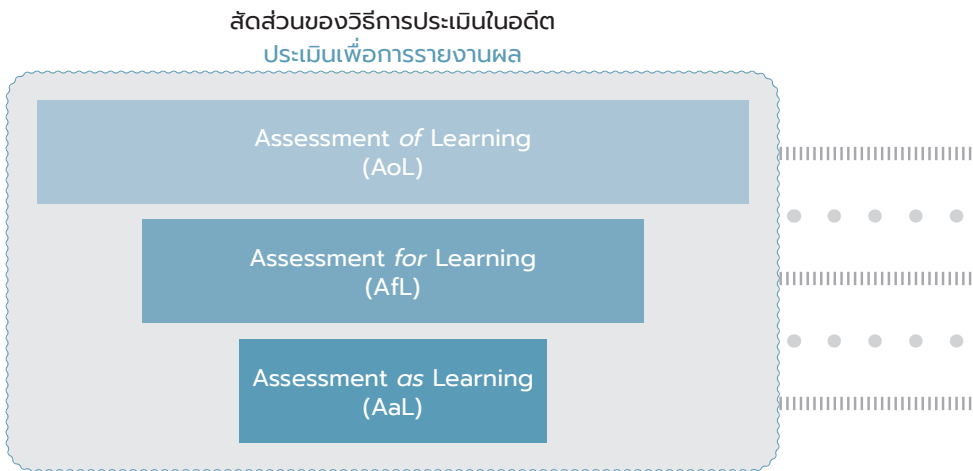 สัดส่วนของวิธีการประเมินในอดีต
ประเมินเพื่อการรายงานผล
Assessment of Learning
(AoL)
Assessment for Learning
(AfL)
Assessment as Learning
(AaL)